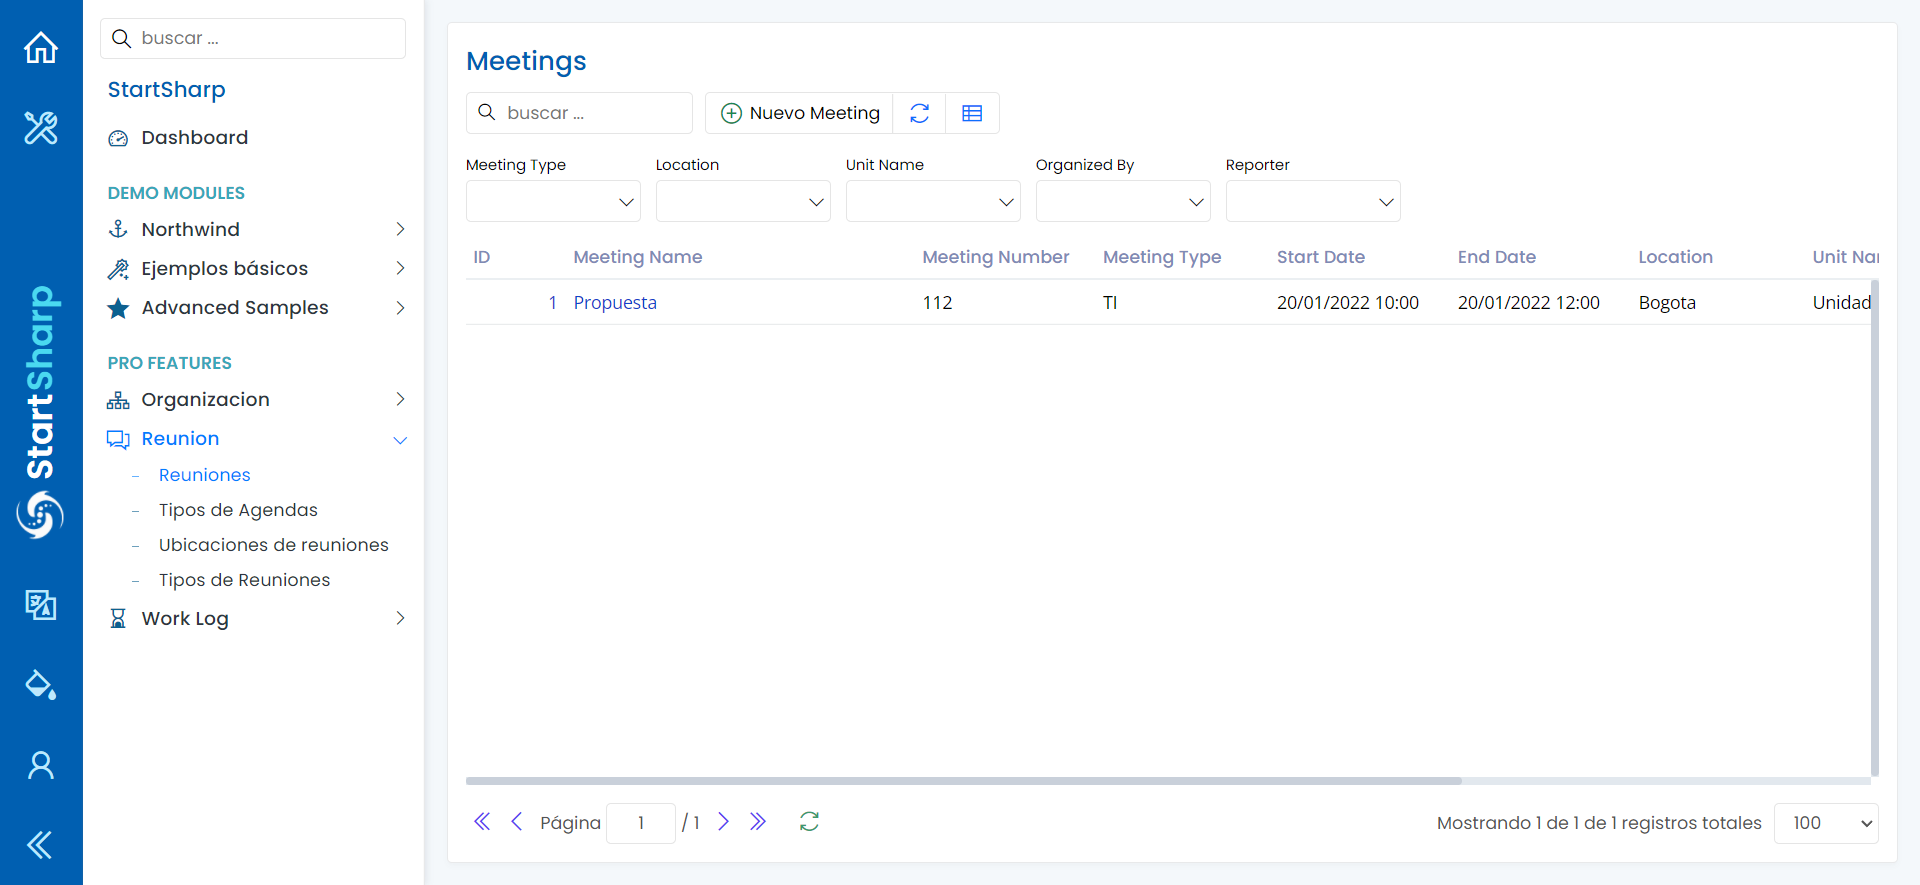 StartSharp
buscar ...
StartSharp
Dashboard
DEMO MODULES
Northwind
Ejemplos básicos
Advanced Samples
PRO FEATURES
Organizacion
Reunion
Reuniones
Tipos de Agendas
Ubicaciones de reuniones
Tipos de Reuniones
Work Log
Meetings
buscar ...
Nuevo Meeting
Meeting Type Location Unit Name Organized By Reporter
ID Meeting Name Meeting Number Meeting Type Start Date End Date Location Unit Nar
1 Propuesta 112 TI 20/01/2022 10:00 20/01/2022 12:00 Bogota Unidad
Página 1 / 1
Mostrando 1 de 1 de 1 registros totales 100